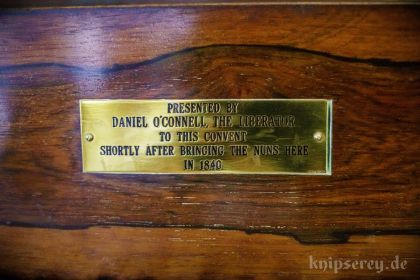 PRESENTED BY
DANIEL O'CONNELL, THE LIBERATOR
TO THIS CONVENT
SHORTLY AFTER BRINGING THE NUNS HERE
IN 1840
knipserey.de